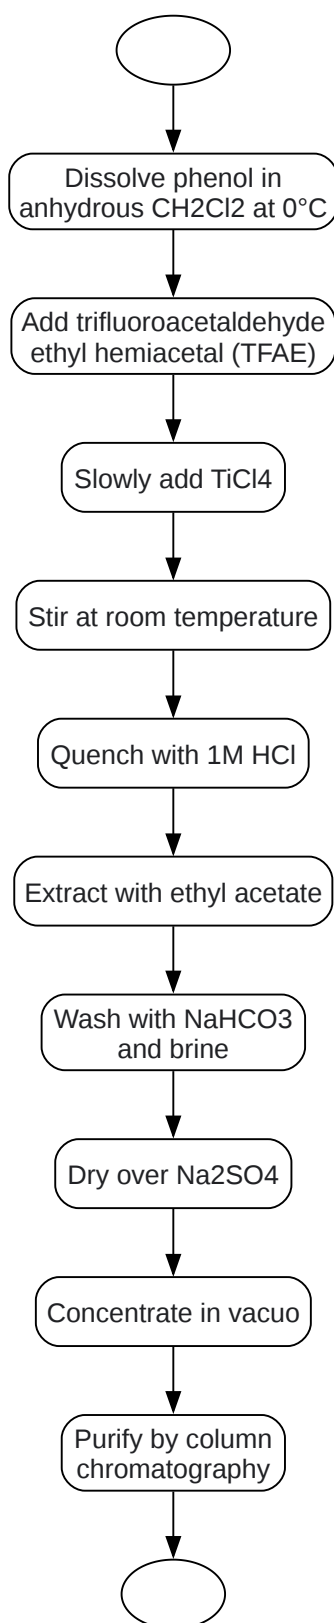 Dissolve phenol in
anhydrous CH2Cl2 at 0°C
Add trifluoroacetaldehyde
ethyl hemiacetal (TFAE)
Slowly add TiCl4
Stir at room temperature
Quench with 1M HCl
Extract with ethyl acetate
Wash with NaHCO3
and brine
Dry over Na2SO4
Concentrate in vacuo
Purify by column
chromatography